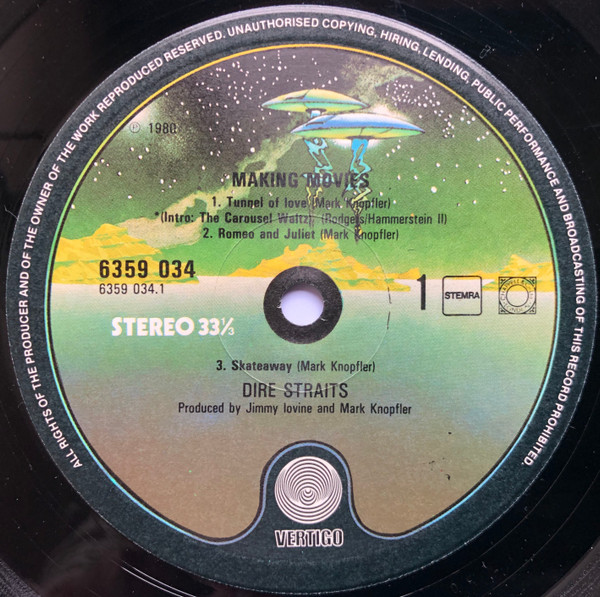 ALL RIGHTS OF THE PRODUCER AND OF THE OWNER OF THE WORK REPRODUCED RESERVED. UNAUTHORISED COPYING, HIRING, LENDING, PUBLIC PERFORMANCE AND BROADCASTING OF THIS RECORD PROHIBITED.
℗ 1980
MAKING MOVIES
1. Tunnel of love (Mark Knopfler)
*(Intro: The Carousel Waltz) (Rodgers/Hammerstein II)
2. Romeo and Juliet (Mark Knopfler)
6359 034
6359 034.1
1
STEMRA
STEREO 33⅓
3. Skateaway (Mark Knopfler)
DIRE STRAITS
Produced by Jimmy Iovine and Mark Knopfler
VERTIGO